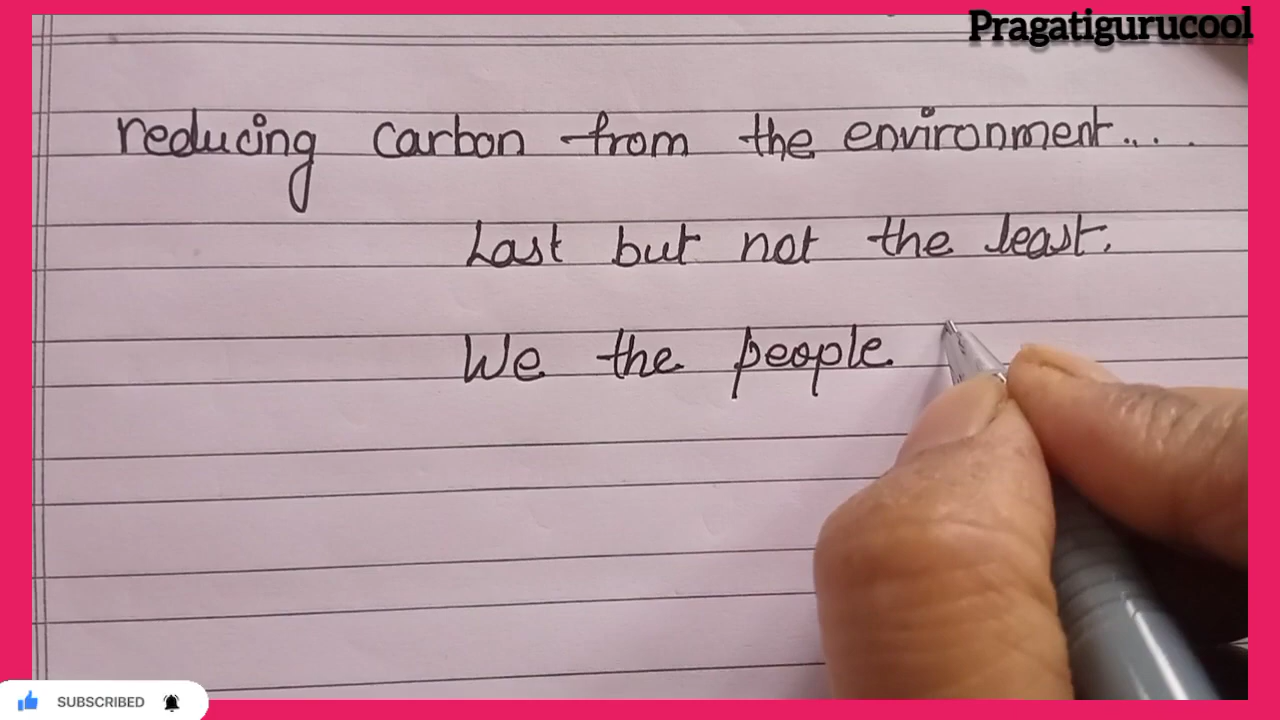 Pragatigurucool
reducing carbon from the environment....
Last but not the least.
We the people
SUBSCRIBED